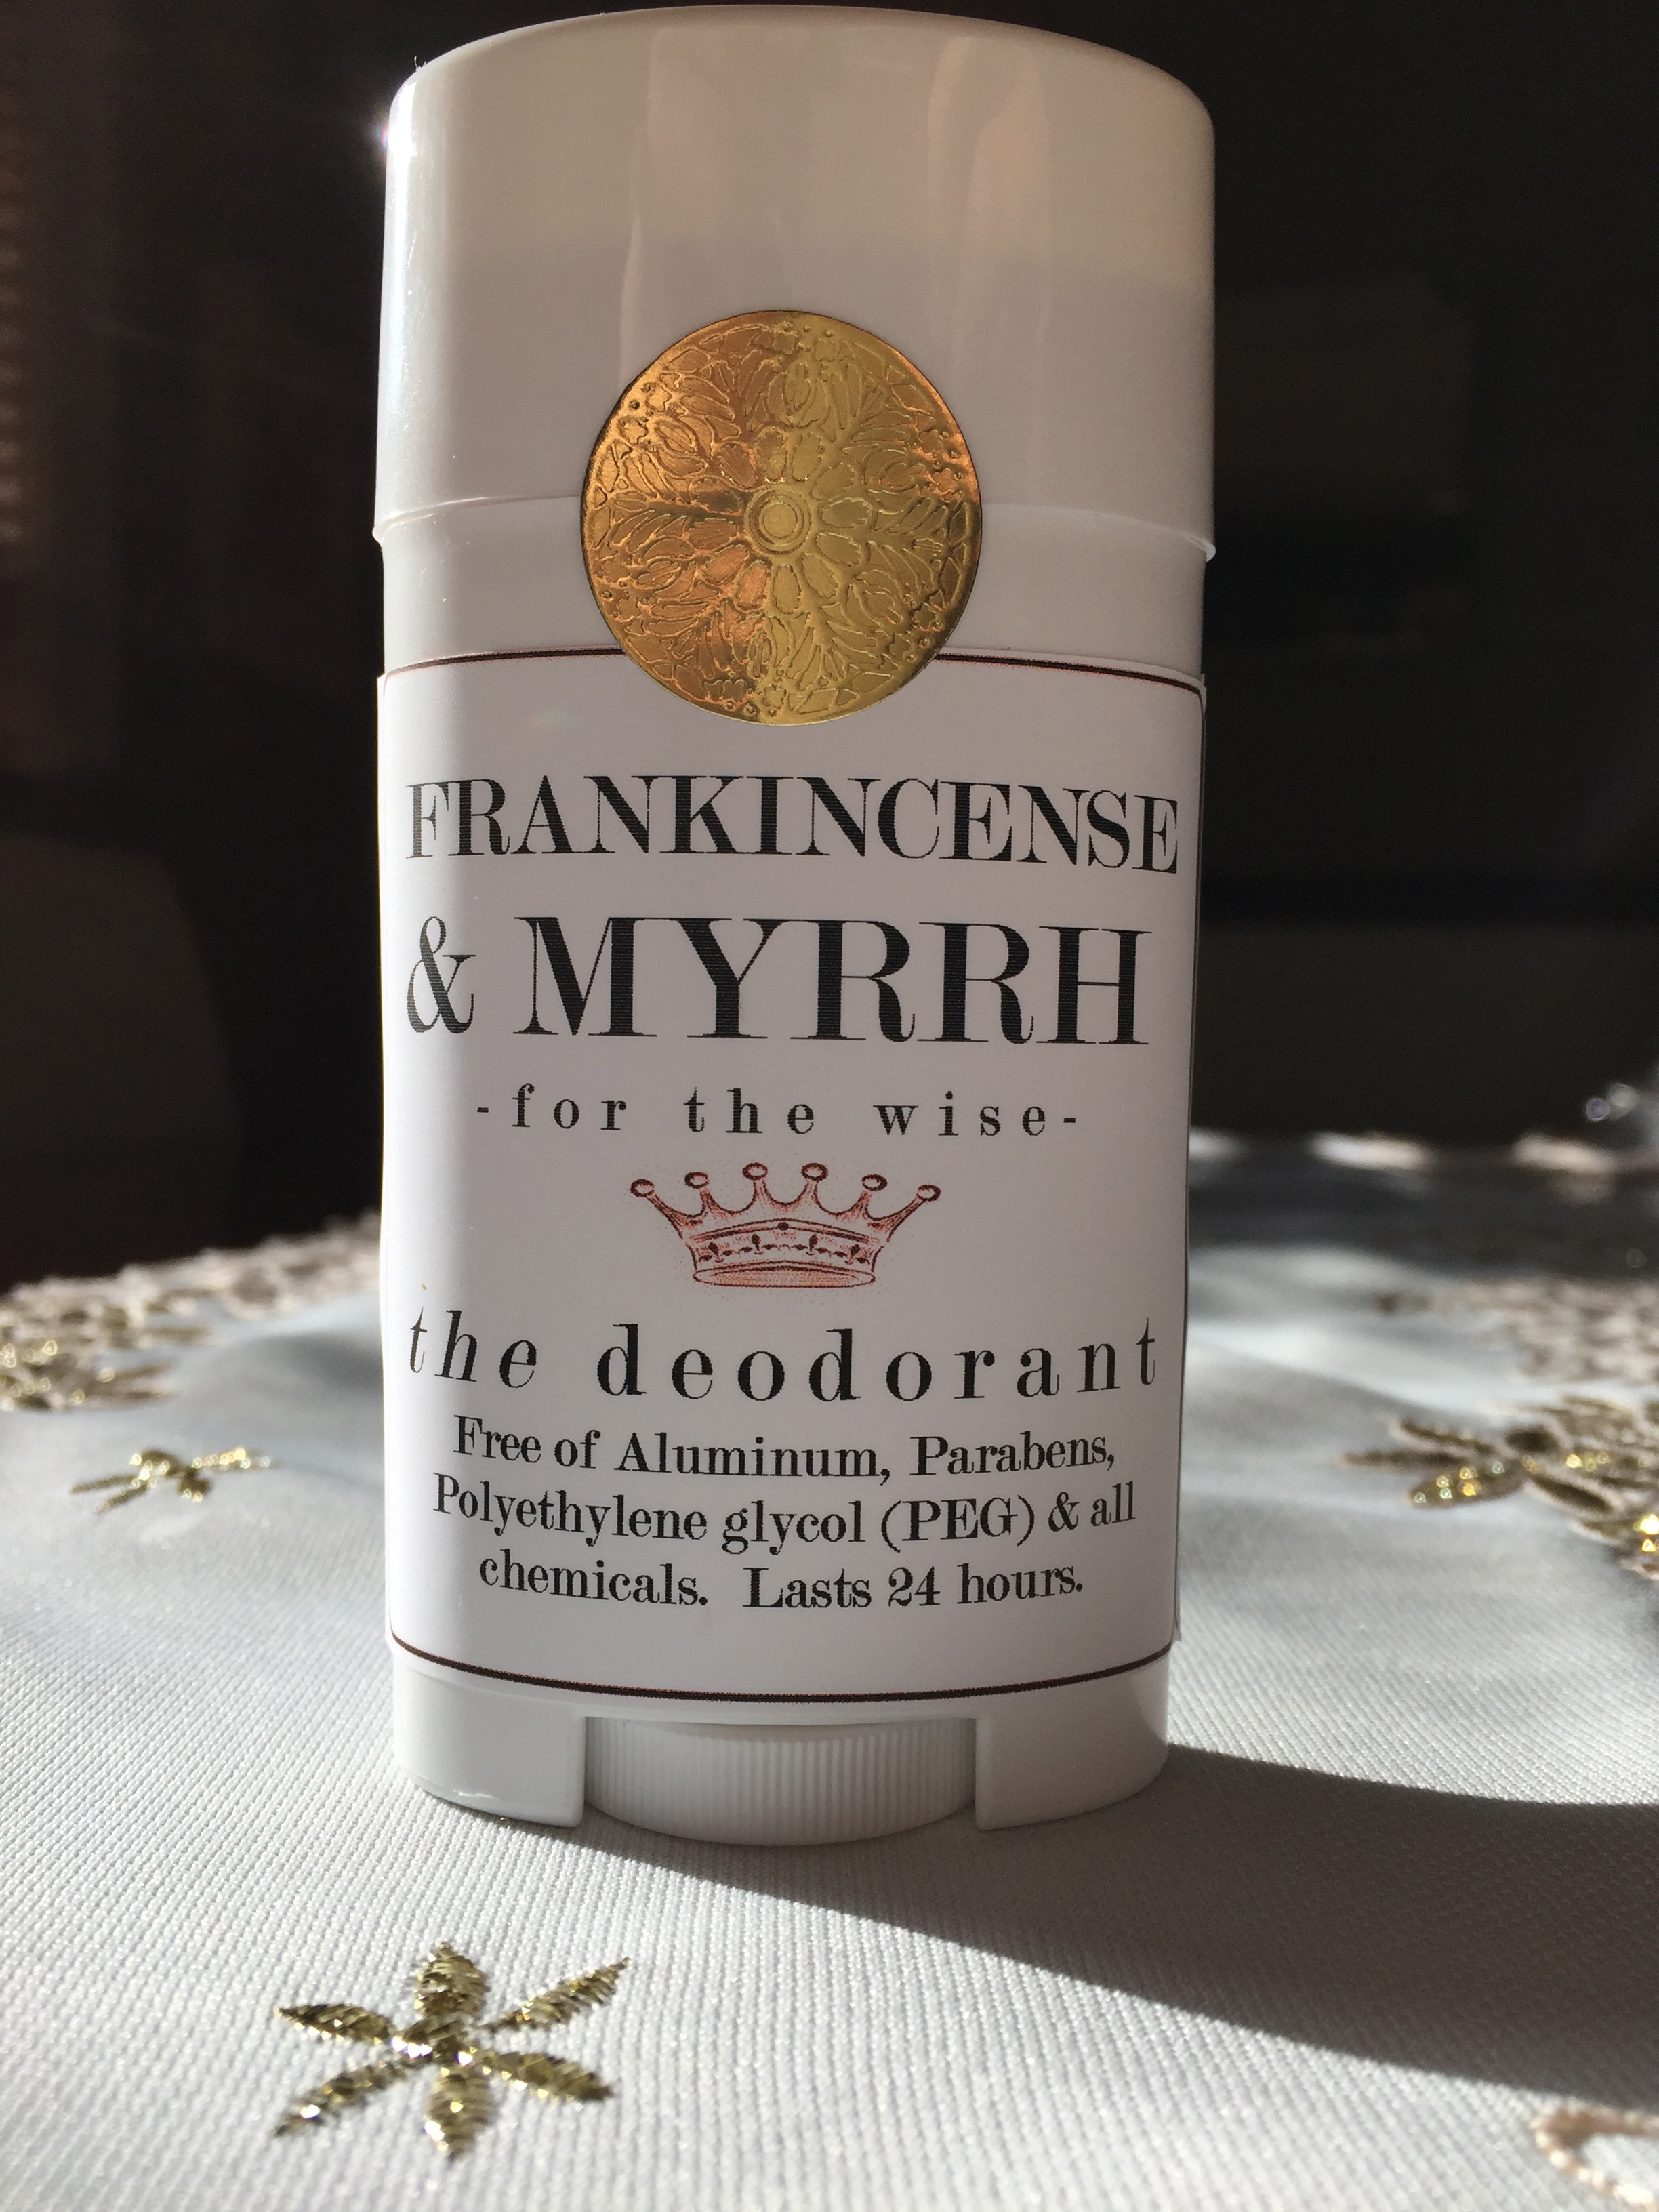 FRANKINCENSE
& MYRRH
-for the wise-
the deodorant
Free of Aluminum, Parabens,
Polyethylene glycol (PEG) & all
chemicals. Lasts 24 hours.